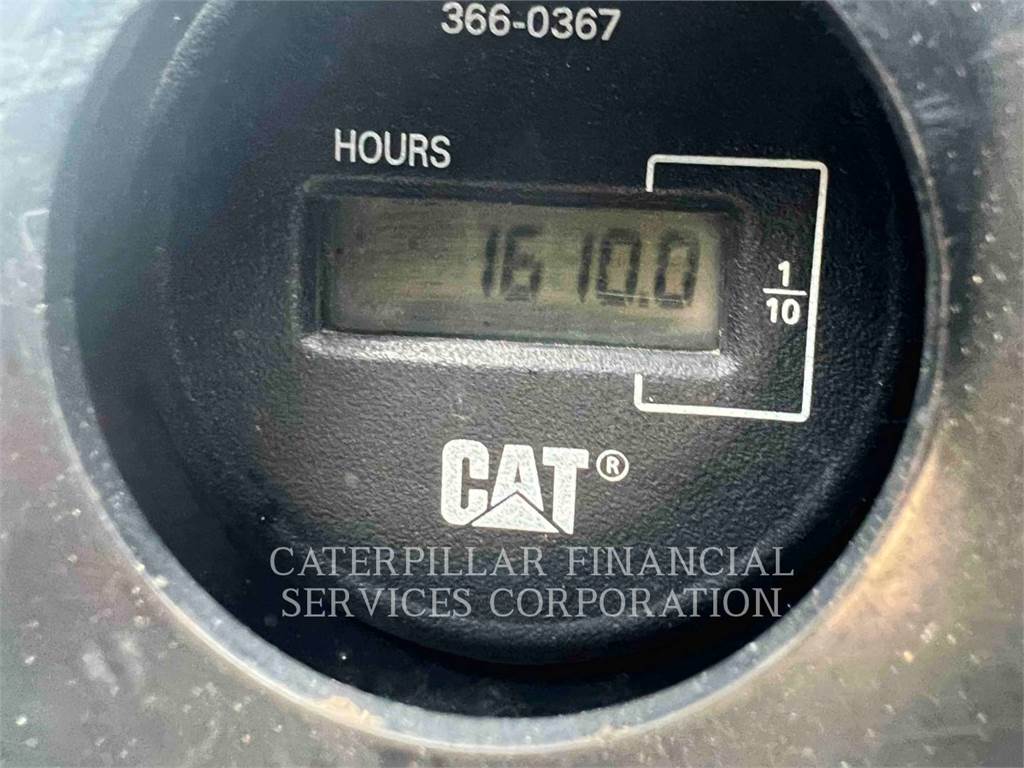 366-0367
HOURS
1610.0
1
10
CAT®
CATERPILLAR FINANCIAL
SERVICES CORPORATION